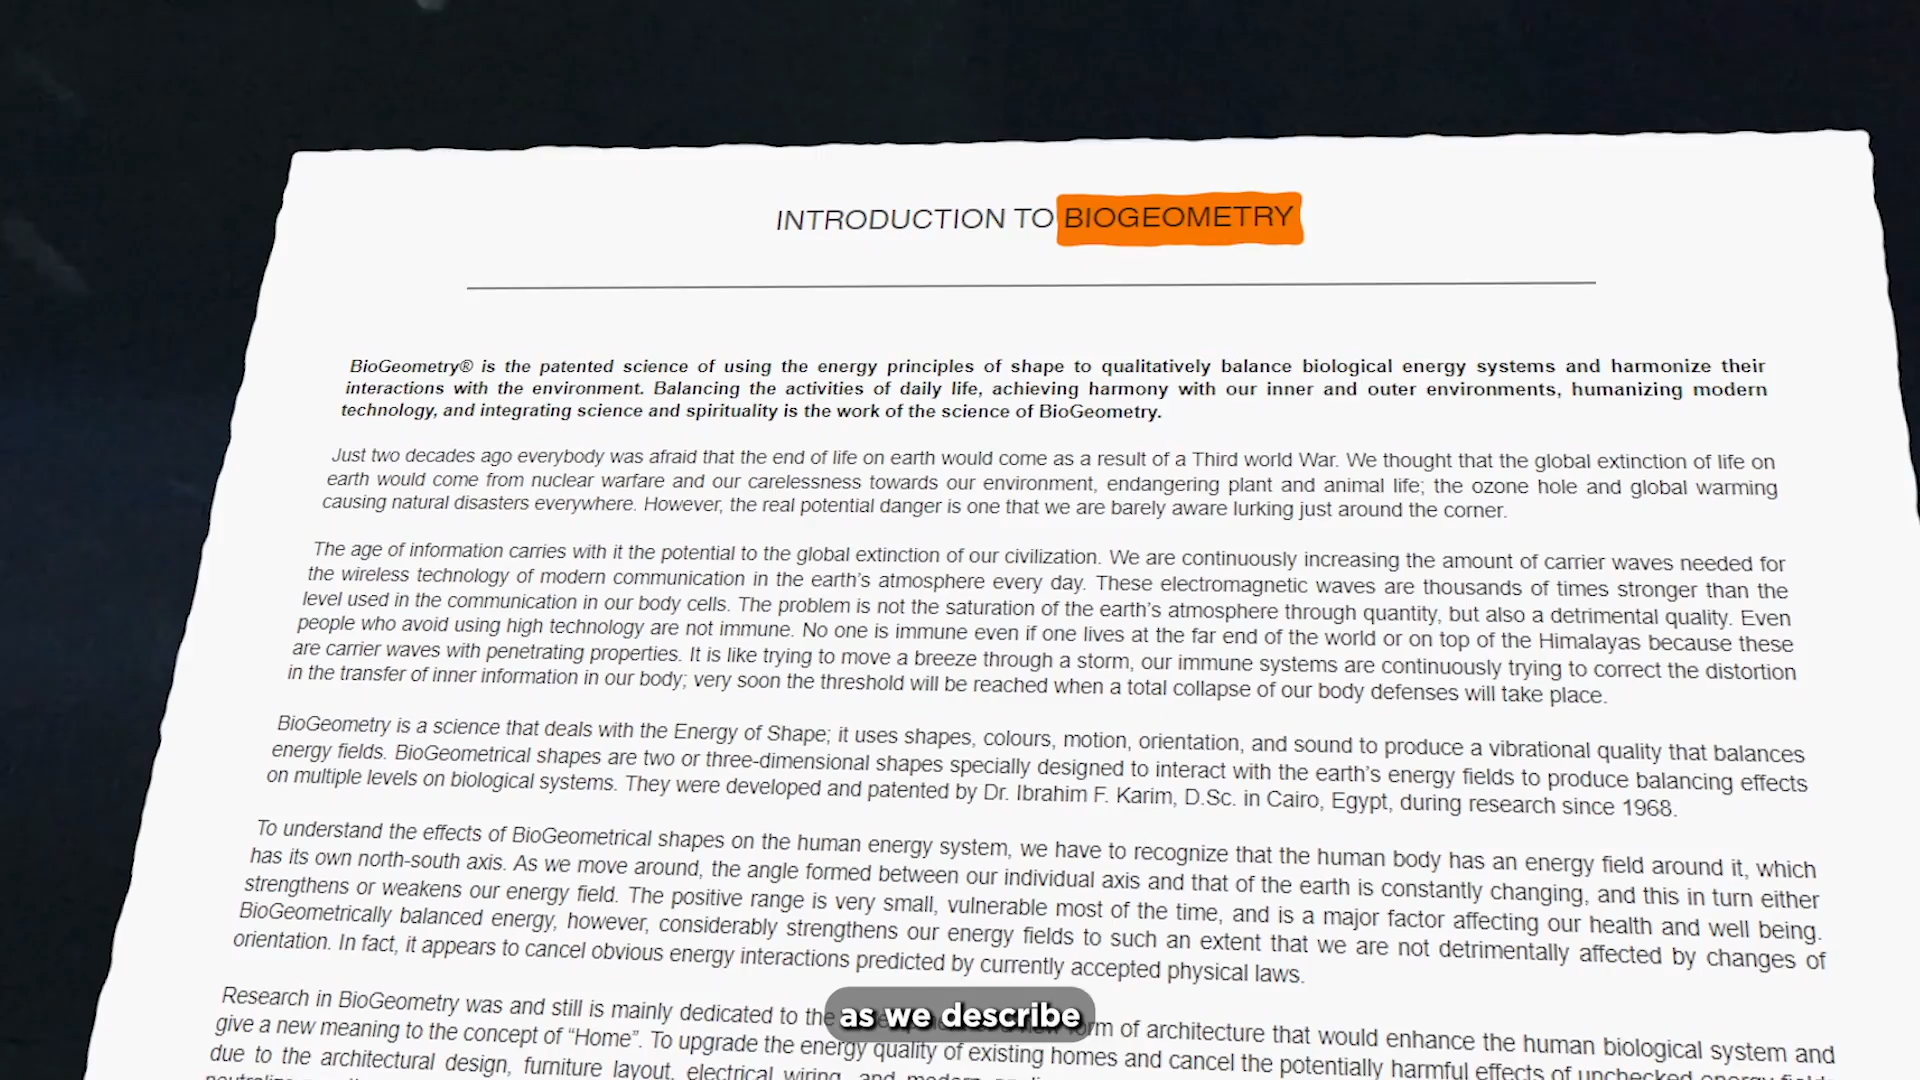 INTRODUCTION TO BIOGEOMETRY
BioGeometry® is the patented science of using the energy principles of shape to qualitatively balance biological energy systems and harmonize their
interactions with the environment. Balancing the activities of daily life, achieving harmony with our inner and outer environments, humanizing modern
technology, and integrating science and spirituality is the work of the science of BioGeometry.
Just two decades ago everybody was afraid that the end of life on earth would come as a result of a Third world War. We thought that the global extinction of life on
earth would come from nuclear warfare and our carelessness towards our environment, endangering plant and animal life; the ozone hole and global warming
causing natural disasters everywhere. However, the real potential danger is one that we are barely aware lurking just around the corner.
The age of information carries with it the potential to the global extinction of our civilization. We are continuously increasing the amount of carrier waves needed for
the wireless technology of modern communication in the earth's atmosphere every day. These electromagnetic waves are thousands of times stronger than the
level used in the communication in our body cells. The problem is not the saturation of the earth's atmosphere through quantity, but also a detrimental quality. Even
people who avoid using high technology are not immune. No one is immune even if one lives at the far end of the world or on top of the Himalayas because these
are carrier waves with penetrating properties. It is like trying to move a breeze through a storm, our immune systems are continuously trying to correct the distortion
in the transfer of inner information in our body; very soon the threshold will be reached when a total collapse of our body defenses will take place.
BioGeometry is a science that deals with the Energy of Shape; it uses shapes, colours, motion, orientation, and sound to produce a vibrational quality that balances
energy fields. BioGeometrical shapes are two or three-dimensional shapes specially designed to interact with the earth's energy fields to produce balancing effects
on multiple levels on biological systems. They were developed and patented by Dr. Ibrahim F. Karim, D.Sc. in Cairo, Egypt, during research since 1968.
To understand the effects of BioGeometrical shapes on the human energy system, we have to recognize that the human body has an energy field around it, which
has its own north-south axis. As we move around, the angle formed between our individual axis and that of the earth is constantly changing, and this in turn either
strengthens or weakens our energy field. The positive range is very small, vulnerable most of the time, and is a major factor affecting our health and well being.
BioGeometrically balanced energy, however, considerably strengthens our energy fields to such an extent that we are not detrimentally affected by changes of
orientation. In fact, it appears to cancel obvious energy interactions predicted by currently accepted physical laws.
Research in BioGeometry was and still is mainly dedicated to the form of architecture that would enhance the human biological system and
as we describe
give a new meaning to the concept of “Home”. To upgrade the energy quality of existing homes and cancel the potentially harmful effects of unchecked energy
due to the architectural design, furniture layout, electrical wiring, and modern